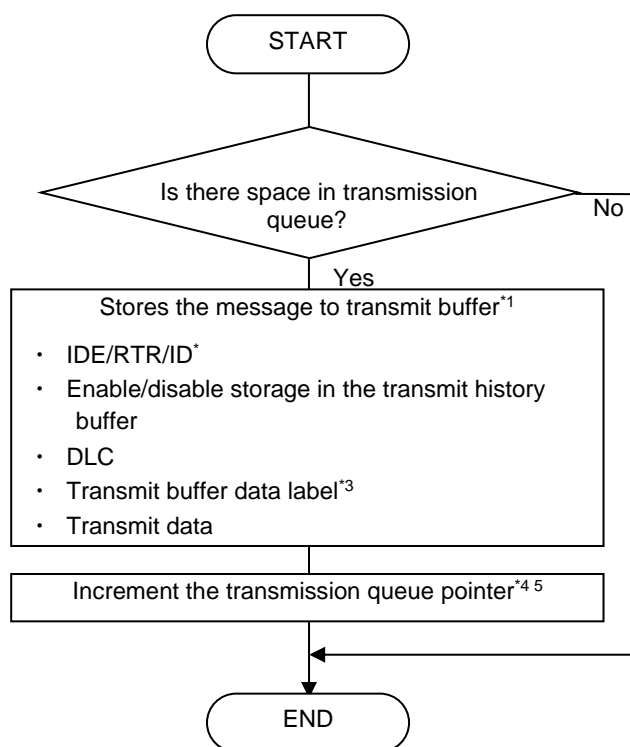 START
Is there space in transmission
queue?
No
Yes
Stores the message to transmit buffer*1
・ IDE/RTR/ID*
・ Enable/disable storage in the transmit history
buffer
・ DLC
・ Transmit buffer data label*3
・ Transmit data
Increment the transmission queue pointer*4 5
END